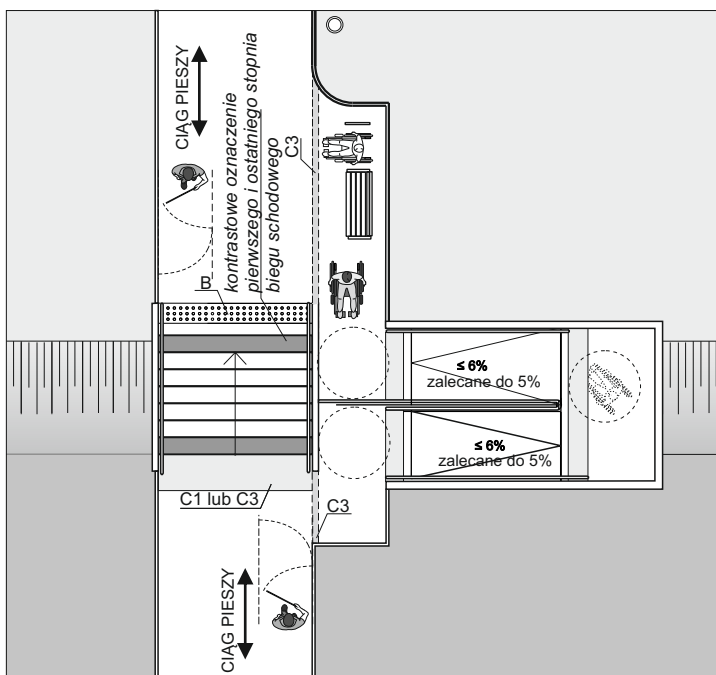 CIĄG PIESZY
kontrastowe oznaczenie
pierwszego i ostatniego stopnia
biegu schodowego
C3
B
≤ 6%
zalecane do 5%
≤ 6%
zalecane do 5%
C1 lub C3
C3
CIĄG PIESZY